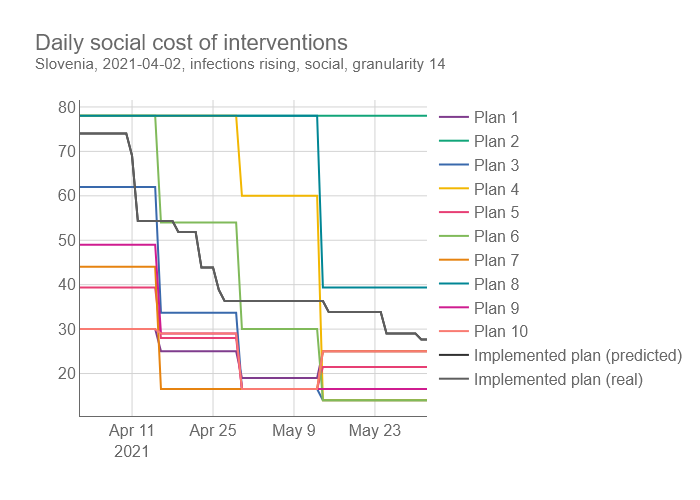 Daily social cost of interventions
Slovenia, 2021-04-02, infections rising, social, granularity 14
80
70
60
50
40
30
20
Apr 11
2021
Apr 25
May 9
May 23
Plan 1
Plan 2
Plan 3
Plan 4
Plan 5
Plan 6
Plan 7
Plan 8
Plan 9
Plan 10
Implemented plan (predicted)
Implemented plan (real)